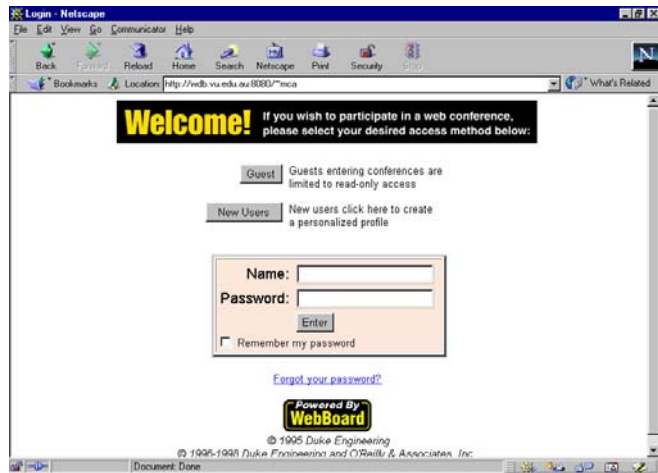 Login - Netscape
File Edit View Go Communicator Help
Back Forward Reload Home Search Netscape Print Security Stop
N
Bookmarks Location: http://wdb.vu.edu.au:8080/~mca What's Related
Welcome! If you wish to participate in a web conference,
please select your desired access method below:
Guest Guests entering conferences are
limited to read-only access
New Users New users click here to create
a personalized profile
Name:
Password:
Enter
Remember my password
Forgot your password?
Powered By
WebBoard
© 1995 Duke Engineering
© 1996-1998 Duke Engineering and O'Reilly & Associates, Inc.
Document: Done